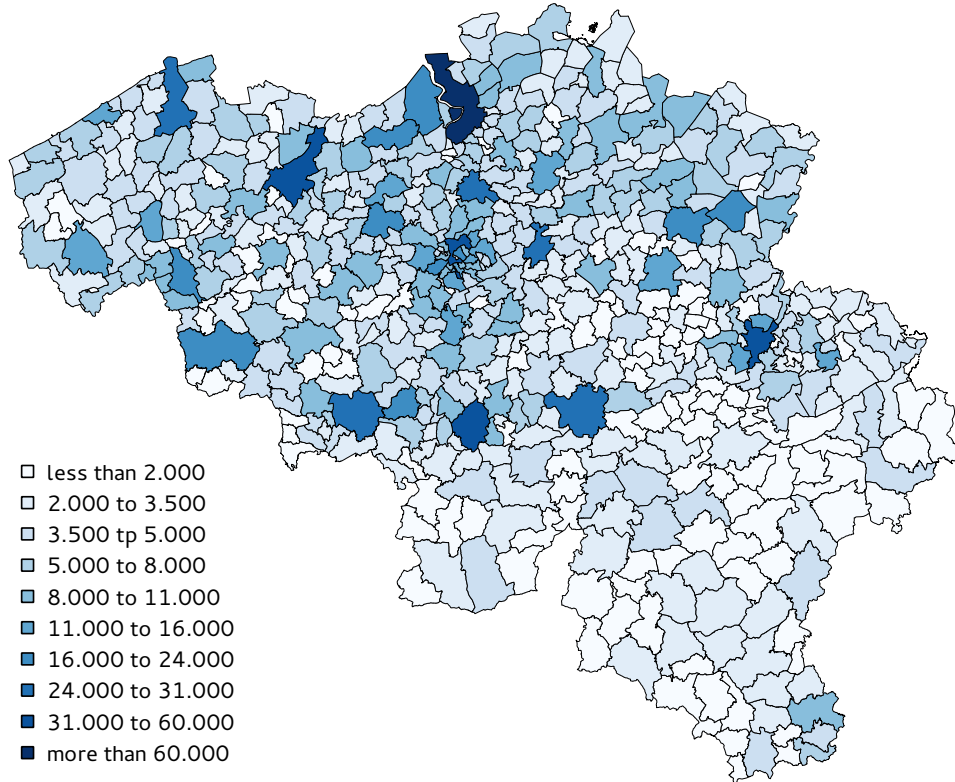 less than 2.000
2.000 to 3.500
3.500 tp 5.000
5.000 to 8.000
8.000 to 11.000
11.000 to 16.000
16.000 to 24.000
24.000 to 31.000
31.000 to 60.000
more than 60.000